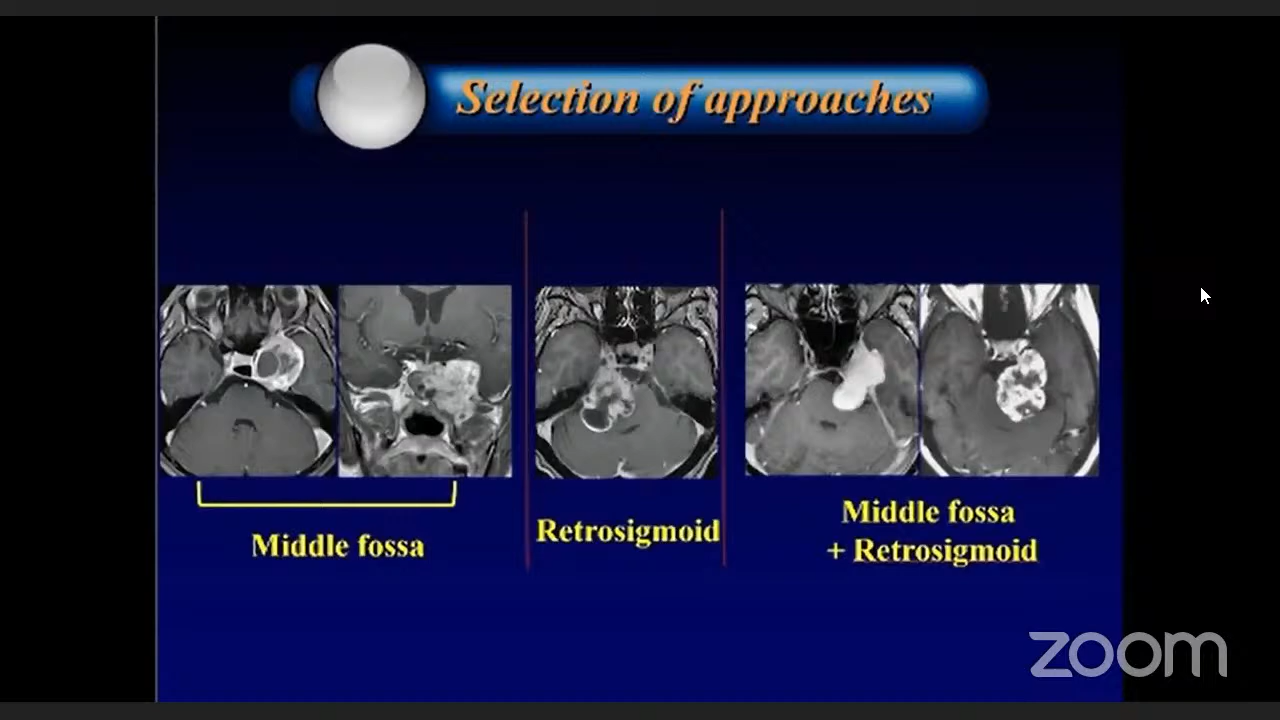 Selection of approaches
Middle fossa
Retrosigmoid
Middle fossa
+ Retrosigmoid
zoom